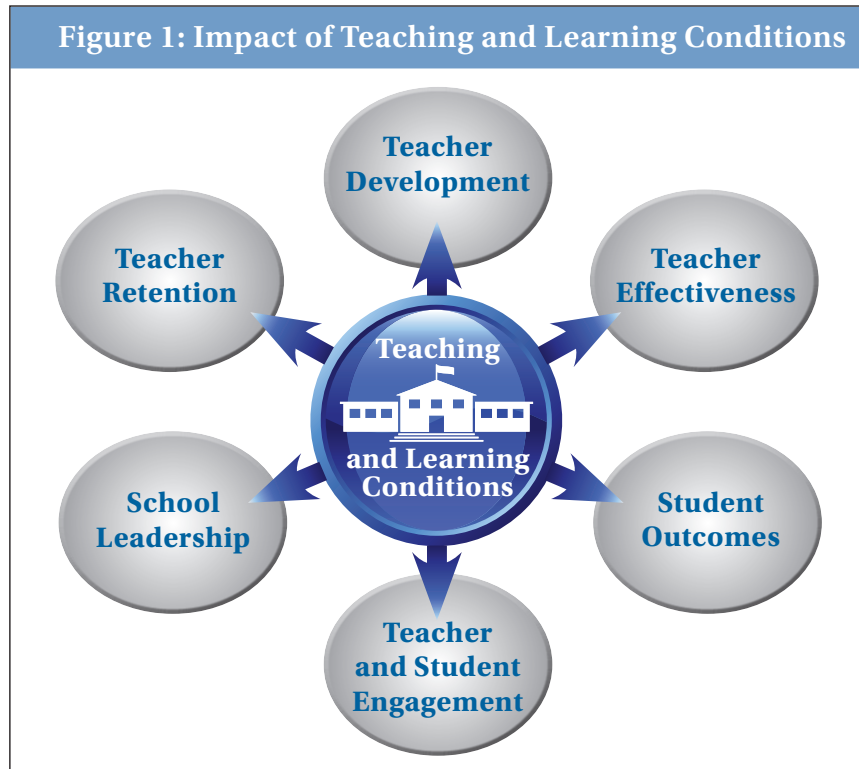 Figure 1: Impact of Teaching and Learning Conditions
Teacher
Development
Teacher
Retention
Teacher
Effectiveness
Teaching
and Learning
Conditions
School
Leadership
Student
Outcomes
Teacher
and Student
Engagement